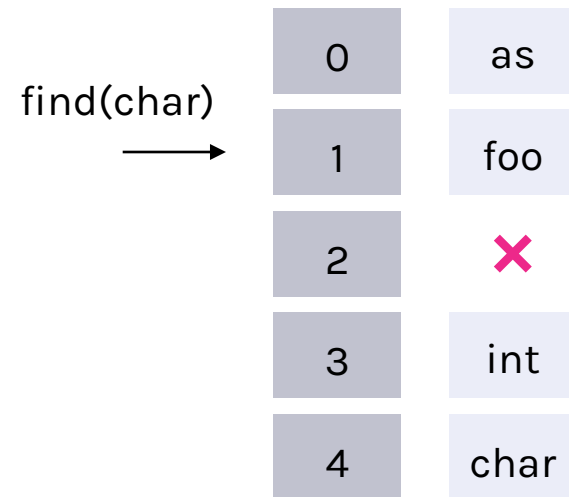 find(char)
0 as
1 foo
2
3 int
4 char